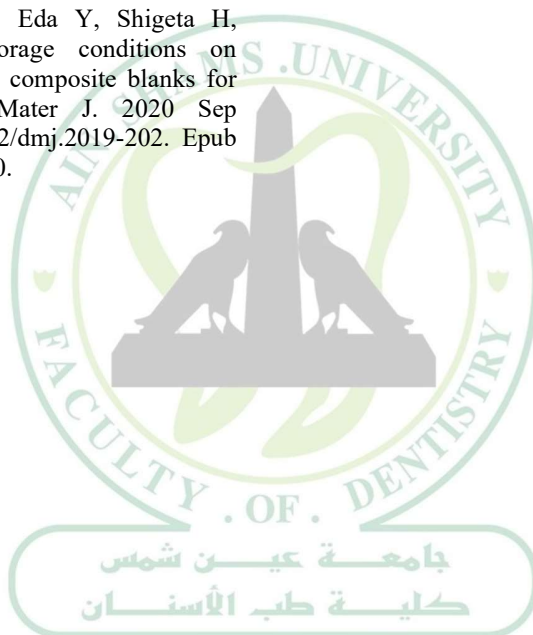 Eda Y, Shigeta H,
orage conditions on
composite blanks for
Mater J. 2020 Sep
2/dmj.2019-202. Epub
0.
AIN SHAMS . UNIVERSITY
FACULTY . OF . DENTISTRY
جامعة عين شمس
كلية طب الأسنان